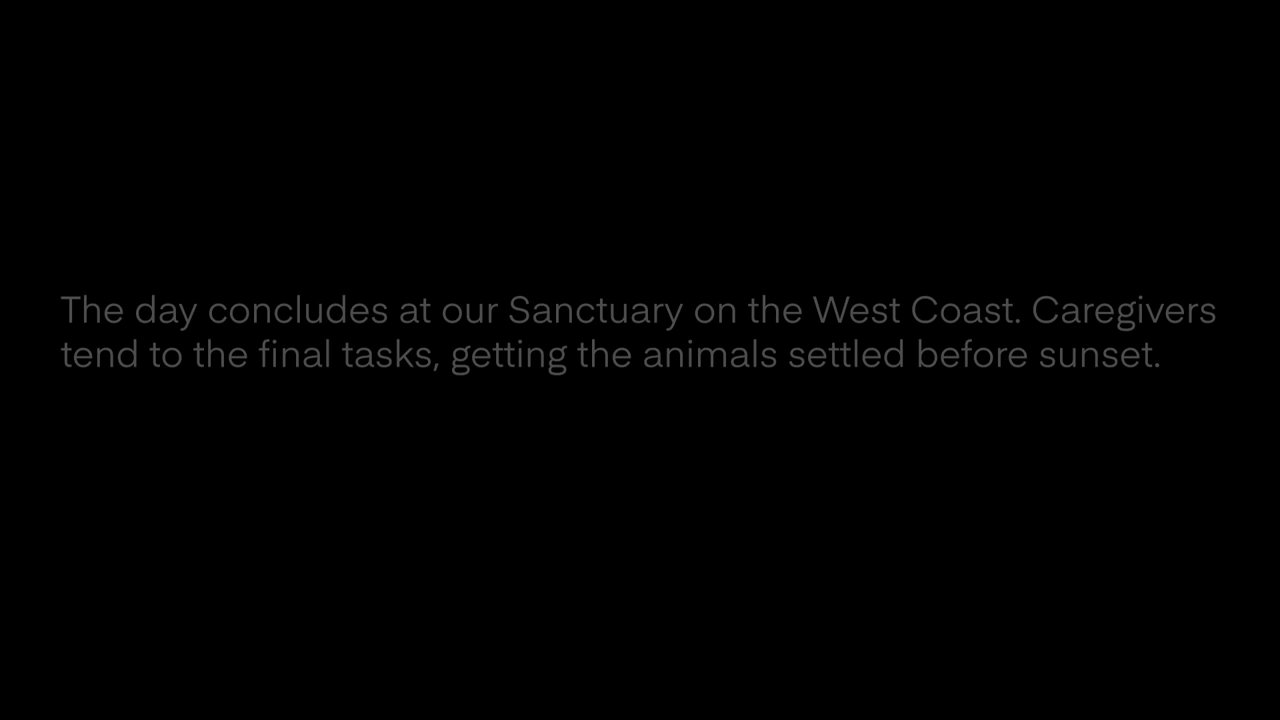 The day concludes at our Sanctuary on the West Coast. Caregivers
tend to the final tasks, getting the animals settled before sunset.